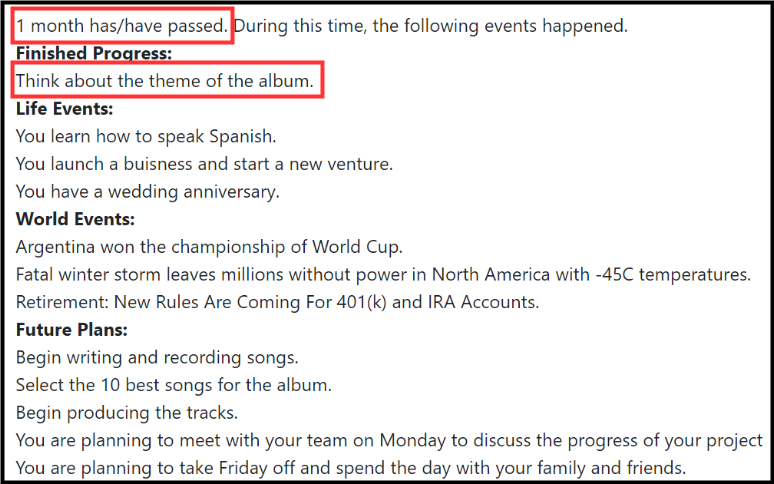 1 month has/have passed. During this time, the following events happened.
Finished Progress:
Think about the theme of the album.
Life Events:
You learn how to speak Spanish.
You launch a buisness and start a new venture.
You have a wedding anniversary.
World Events:
Argentina won the championship of World Cup.
Fatal winter storm leaves millions without power in North America with -45C temperatures.
Retirement: New Rules Are Coming For 401(k) and IRA Accounts.
Future Plans:
Begin writing and recording songs.
Select the 10 best songs for the album.
Begin producing the tracks.
You are planning to meet with your team on Monday to discuss the progress of your project
You are planning to take Friday off and spend the day with your family and friends.